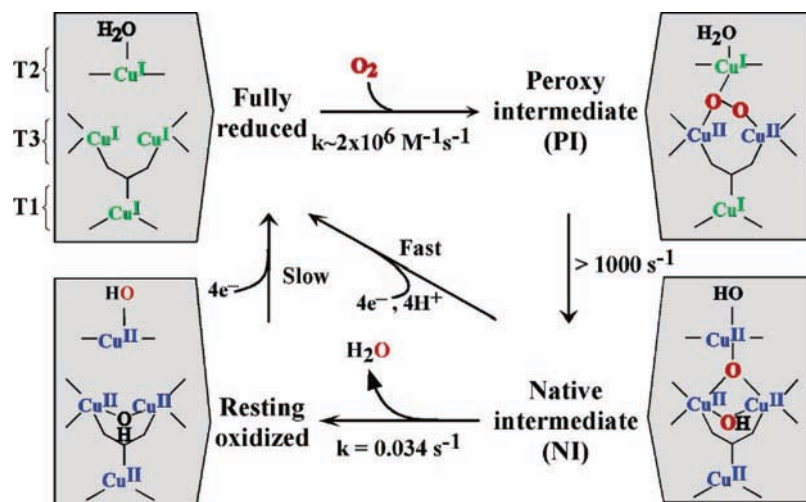 H₂O
T2
Cuᴵ
T3
Cuᴵ Cuᴵ
T1
Cuᴵ
Fully
reduced
O₂
k~2x10⁶ M⁻¹s⁻¹
Peroxy
intermediate
(PI)
H₂O
Cuᴵ
O O
Cuᴵᴵ Cuᴵᴵ
Cuᴵ
4e⁻
Slow
Fast
4e⁻, 4H⁺
> 1000 s⁻¹
HO
Cuᴵᴵ
Cuᴵᴵ Cuᴵᴵ
O
H
Cuᴵᴵ
Resting
oxidized
H₂O
k = 0.034 s⁻¹
Native
intermediate
(NI)
HO
Cuᴵᴵ
O
Cuᴵᴵ Cuᴵᴵ
OH
Cuᴵᴵ